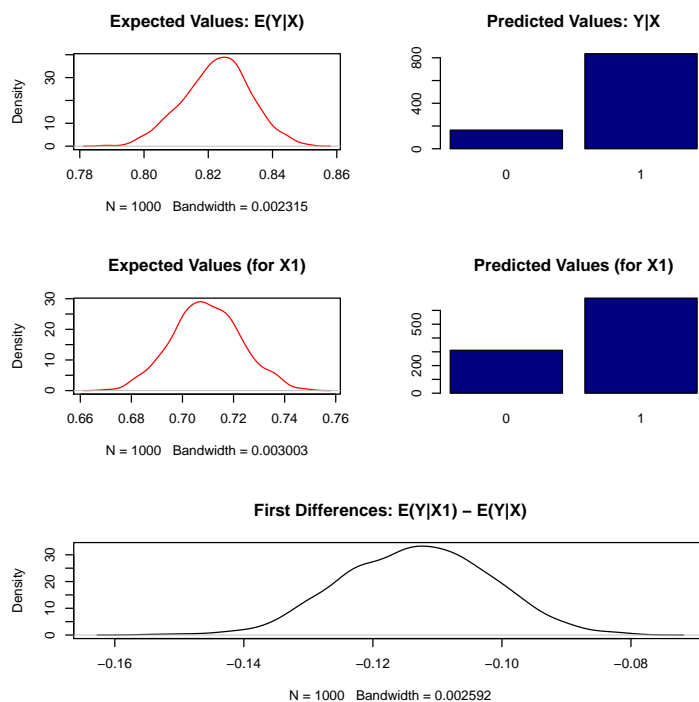 Expected Values: E(Y|X)
Density
0 10 30
0.78 0.80 0.82 0.84 0.86
N = 1000 Bandwidth = 0.002315
Predicted Values: Y|X
0 400 800
0 1
Expected Values (for X1)
Density
0 10 20 30
0.66 0.68 0.70 0.72 0.74 0.76
N = 1000 Bandwidth = 0.003003
Predicted Values (for X1)
0 200 500
0 1
First Differences: E(Y|X1) − E(Y|X)
Density
0 10 20 30
−0.16 −0.14 −0.12 −0.10 −0.08
N = 1000 Bandwidth = 0.002592